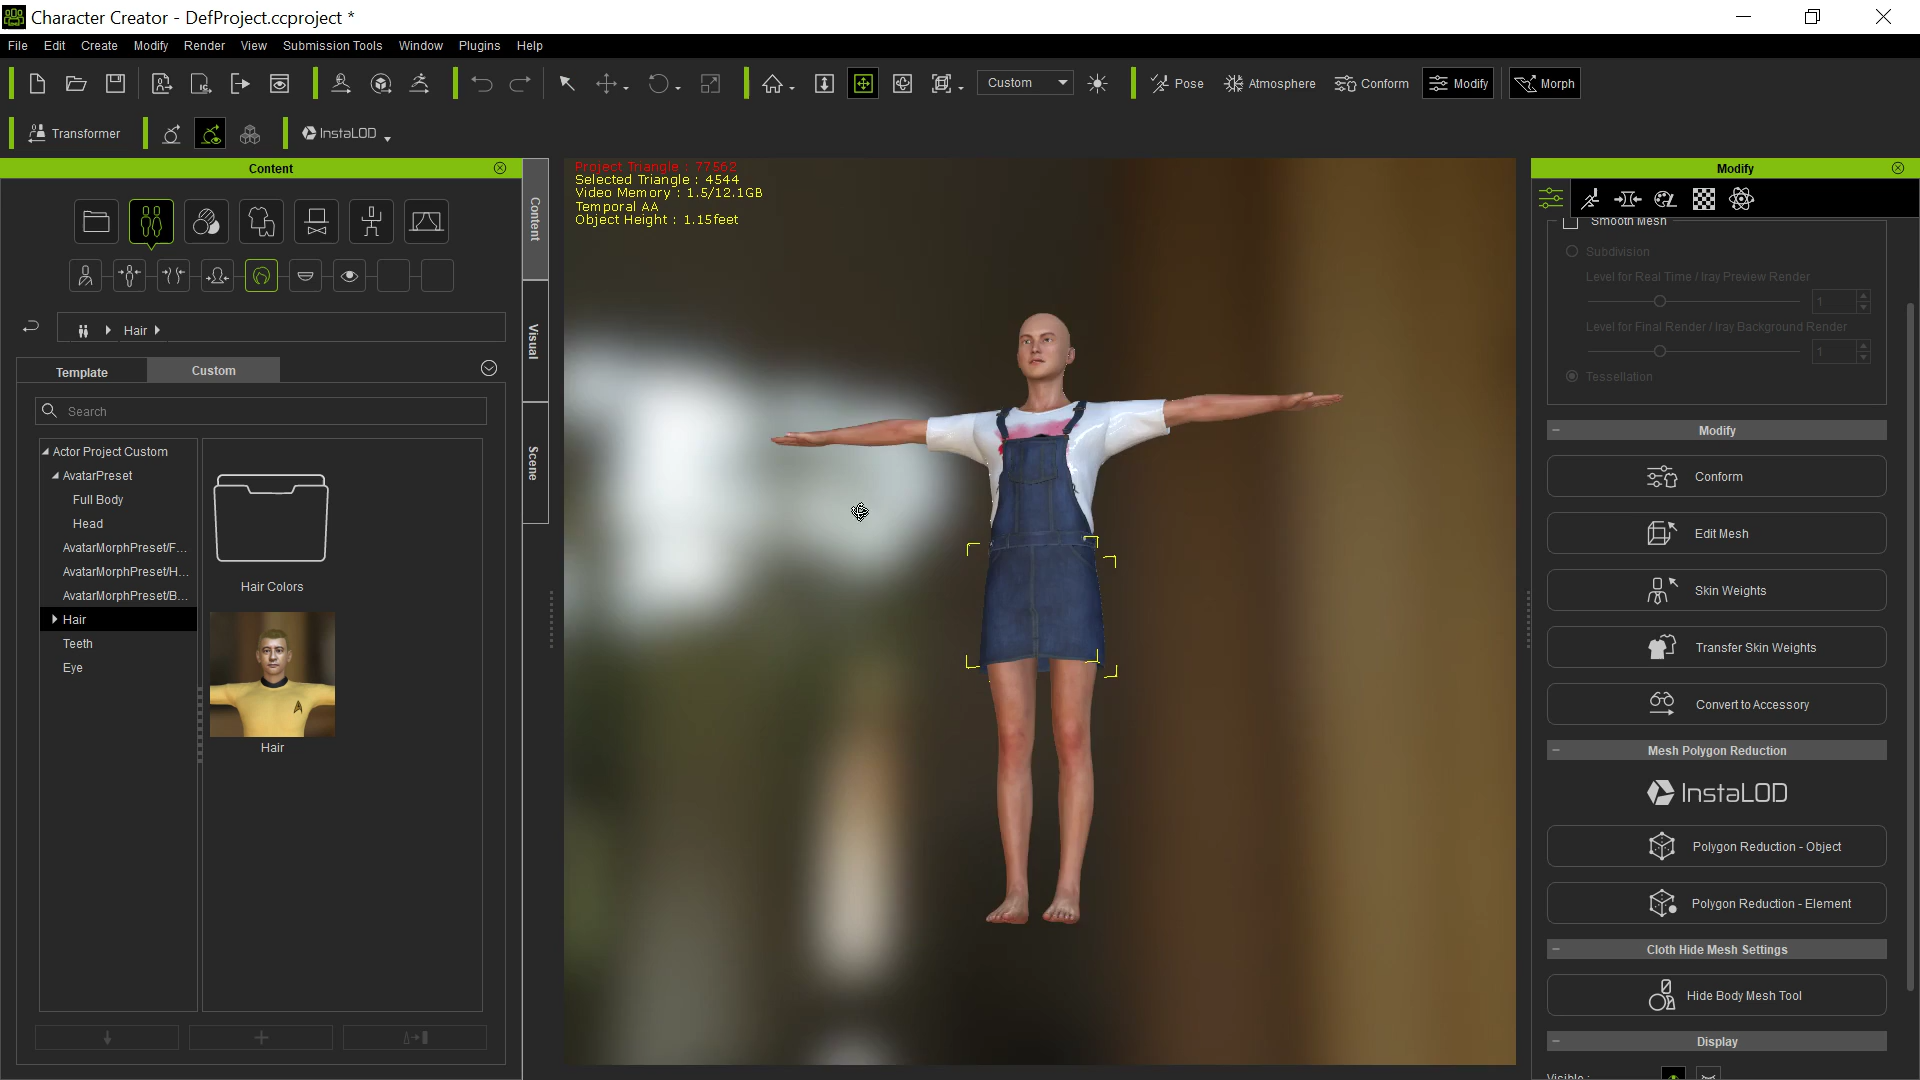 Character Creator - DefProject.ccproject *
File Edit Create Modify Render View Submission Tools Window Plugins Help
Custom Pose Atmosphere Conform Modify Morph
Transformer InstaLOD
Content
Hair
Template Custom
Search
Actor Project Custom
AvatarPreset
Full Body
Head
AvatarMorphPreset/F...
AvatarMorphPreset/H...
AvatarMorphPreset/B...
Hair
Teeth
Eye
Hair Colors
Hair
Content
Visual
Scene
Project Triangle : 77562
Selected Triangle : 4544
Video Memory : 1.5/12.1GB
Temporal AA
Object Height : 1.15feet
Modify
Smooth Mesh
Subdivision
Level for Real Time / Iray Preview Render
1
Level for Final Render / Iray Background Render
1
Tessellation
Modify
Conform
Edit Mesh
Skin Weights
Transfer Skin Weights
Convert to Accessory
Mesh Polygon Reduction
InstaLOD
Polygon Reduction - Object
Polygon Reduction - Element
Cloth Hide Mesh Settings
Hide Body Mesh Tool
Display
Visible :